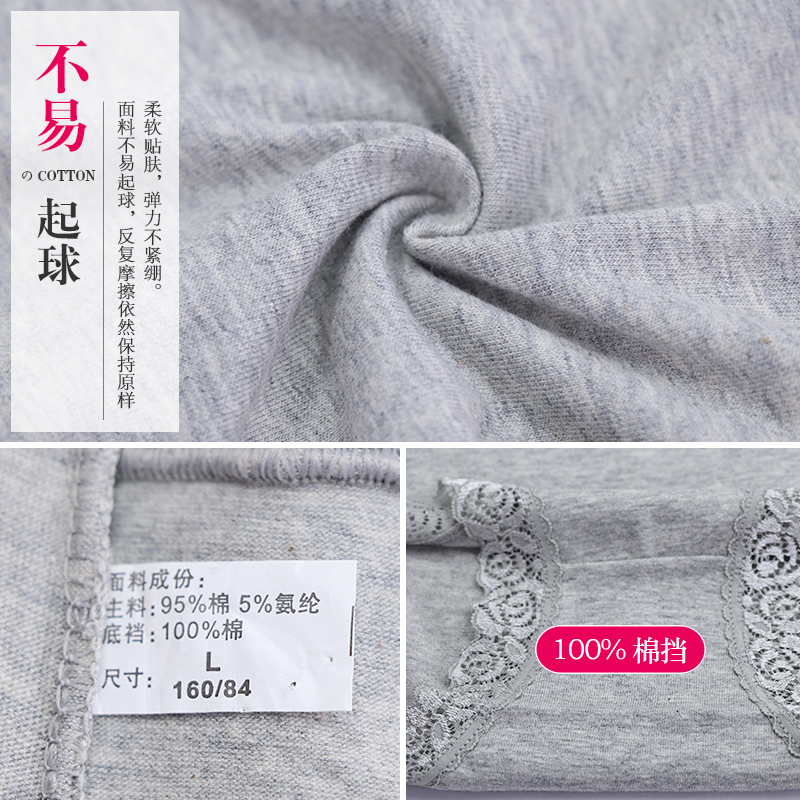 不易
の COTTON
起球
柔软贴肤，弹力不紧绷。
面料不易起球，反复摩擦依然保持原样
面料成份：
主料: 95%棉 5%氨纶
底裆: 100%棉
尺寸: L
160/84
100% 棉挡